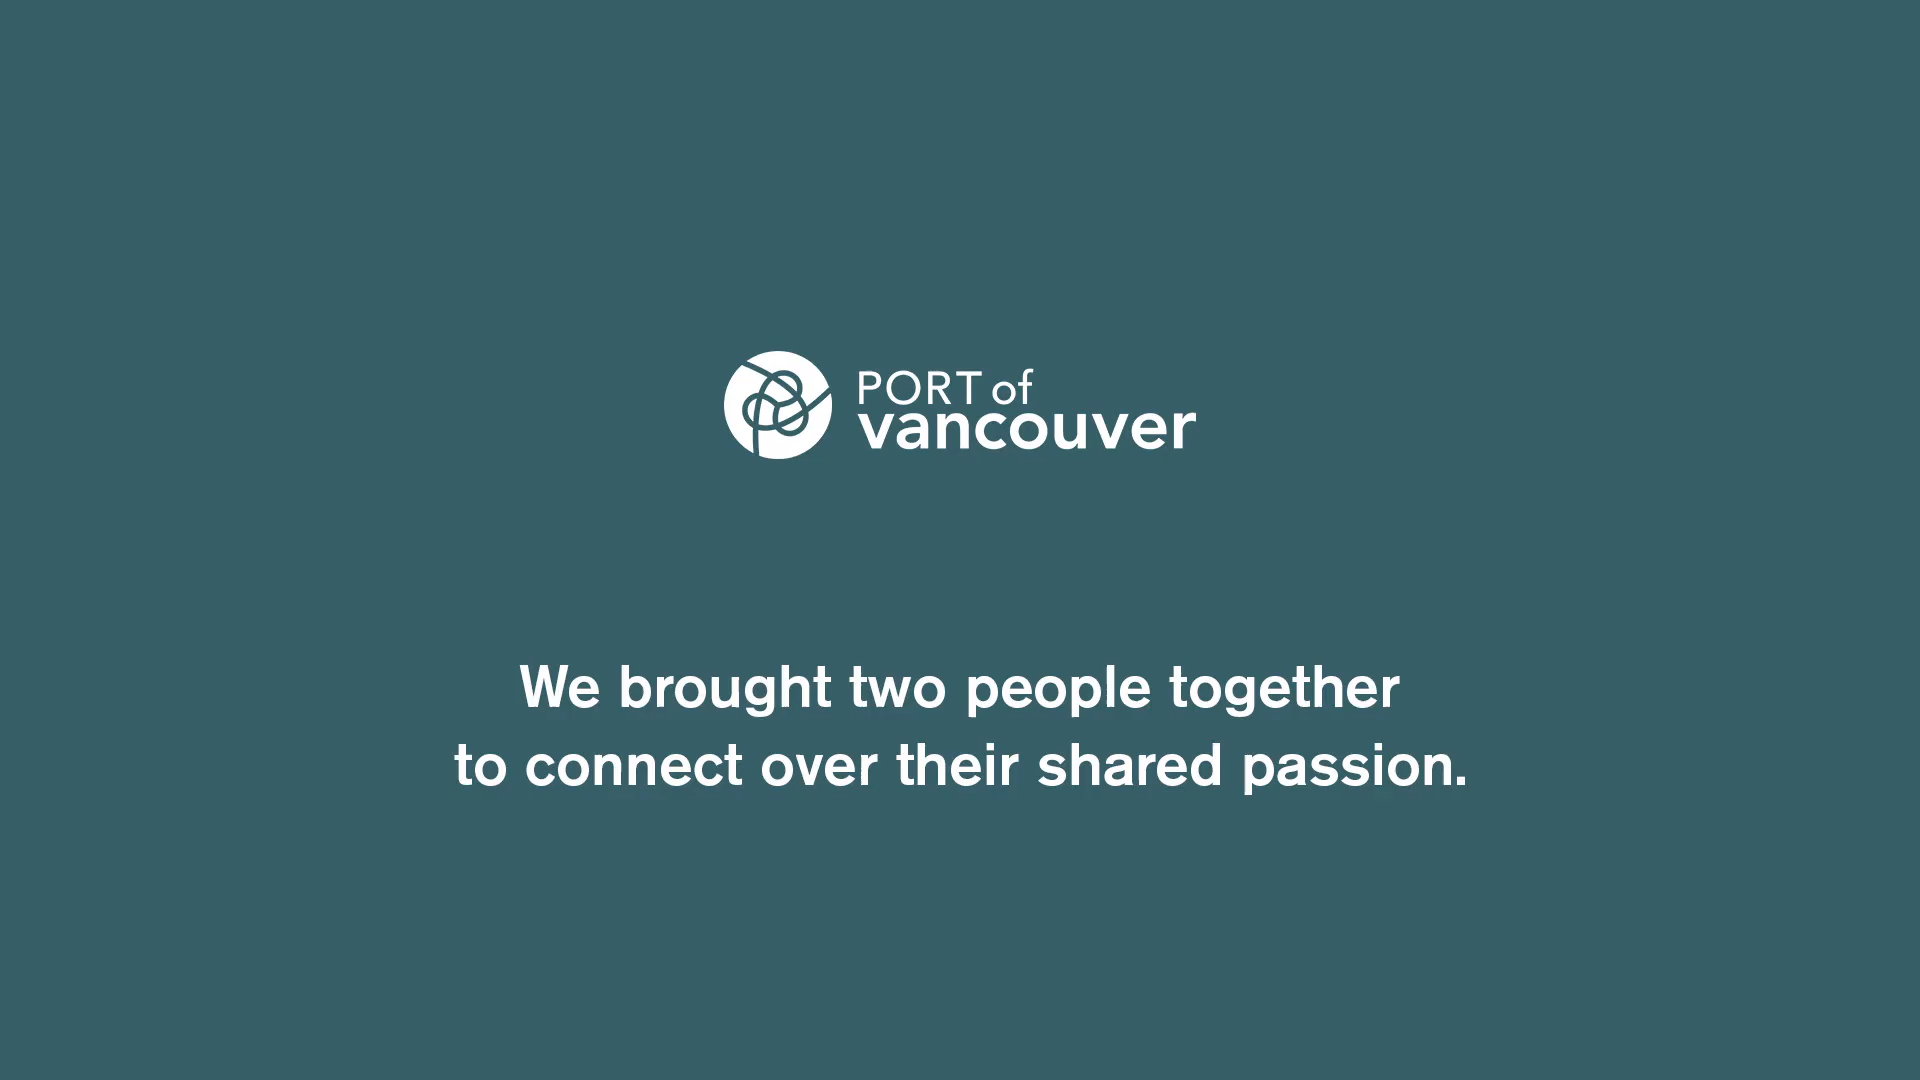 PORT of
vancouver
We brought two people together
to connect over their shared passion.